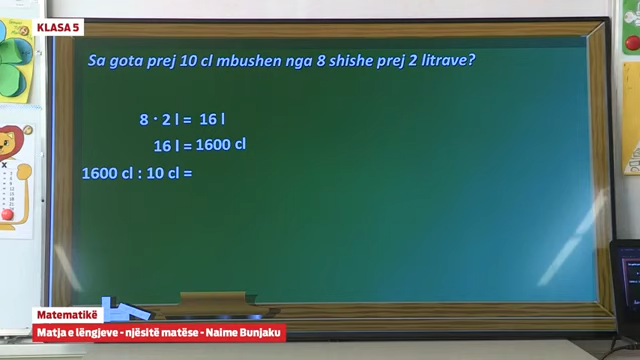 KLASA 5
Sa gota prej 10 cl mbushen nga 8 shishe prej 2 litrave?
8 · 2 l = 16 l
16 l = 1600 cl
1600 cl : 10 cl =
Matematikë
Matja e lëngjeve - njësitë matëse - Naime Bunjaku